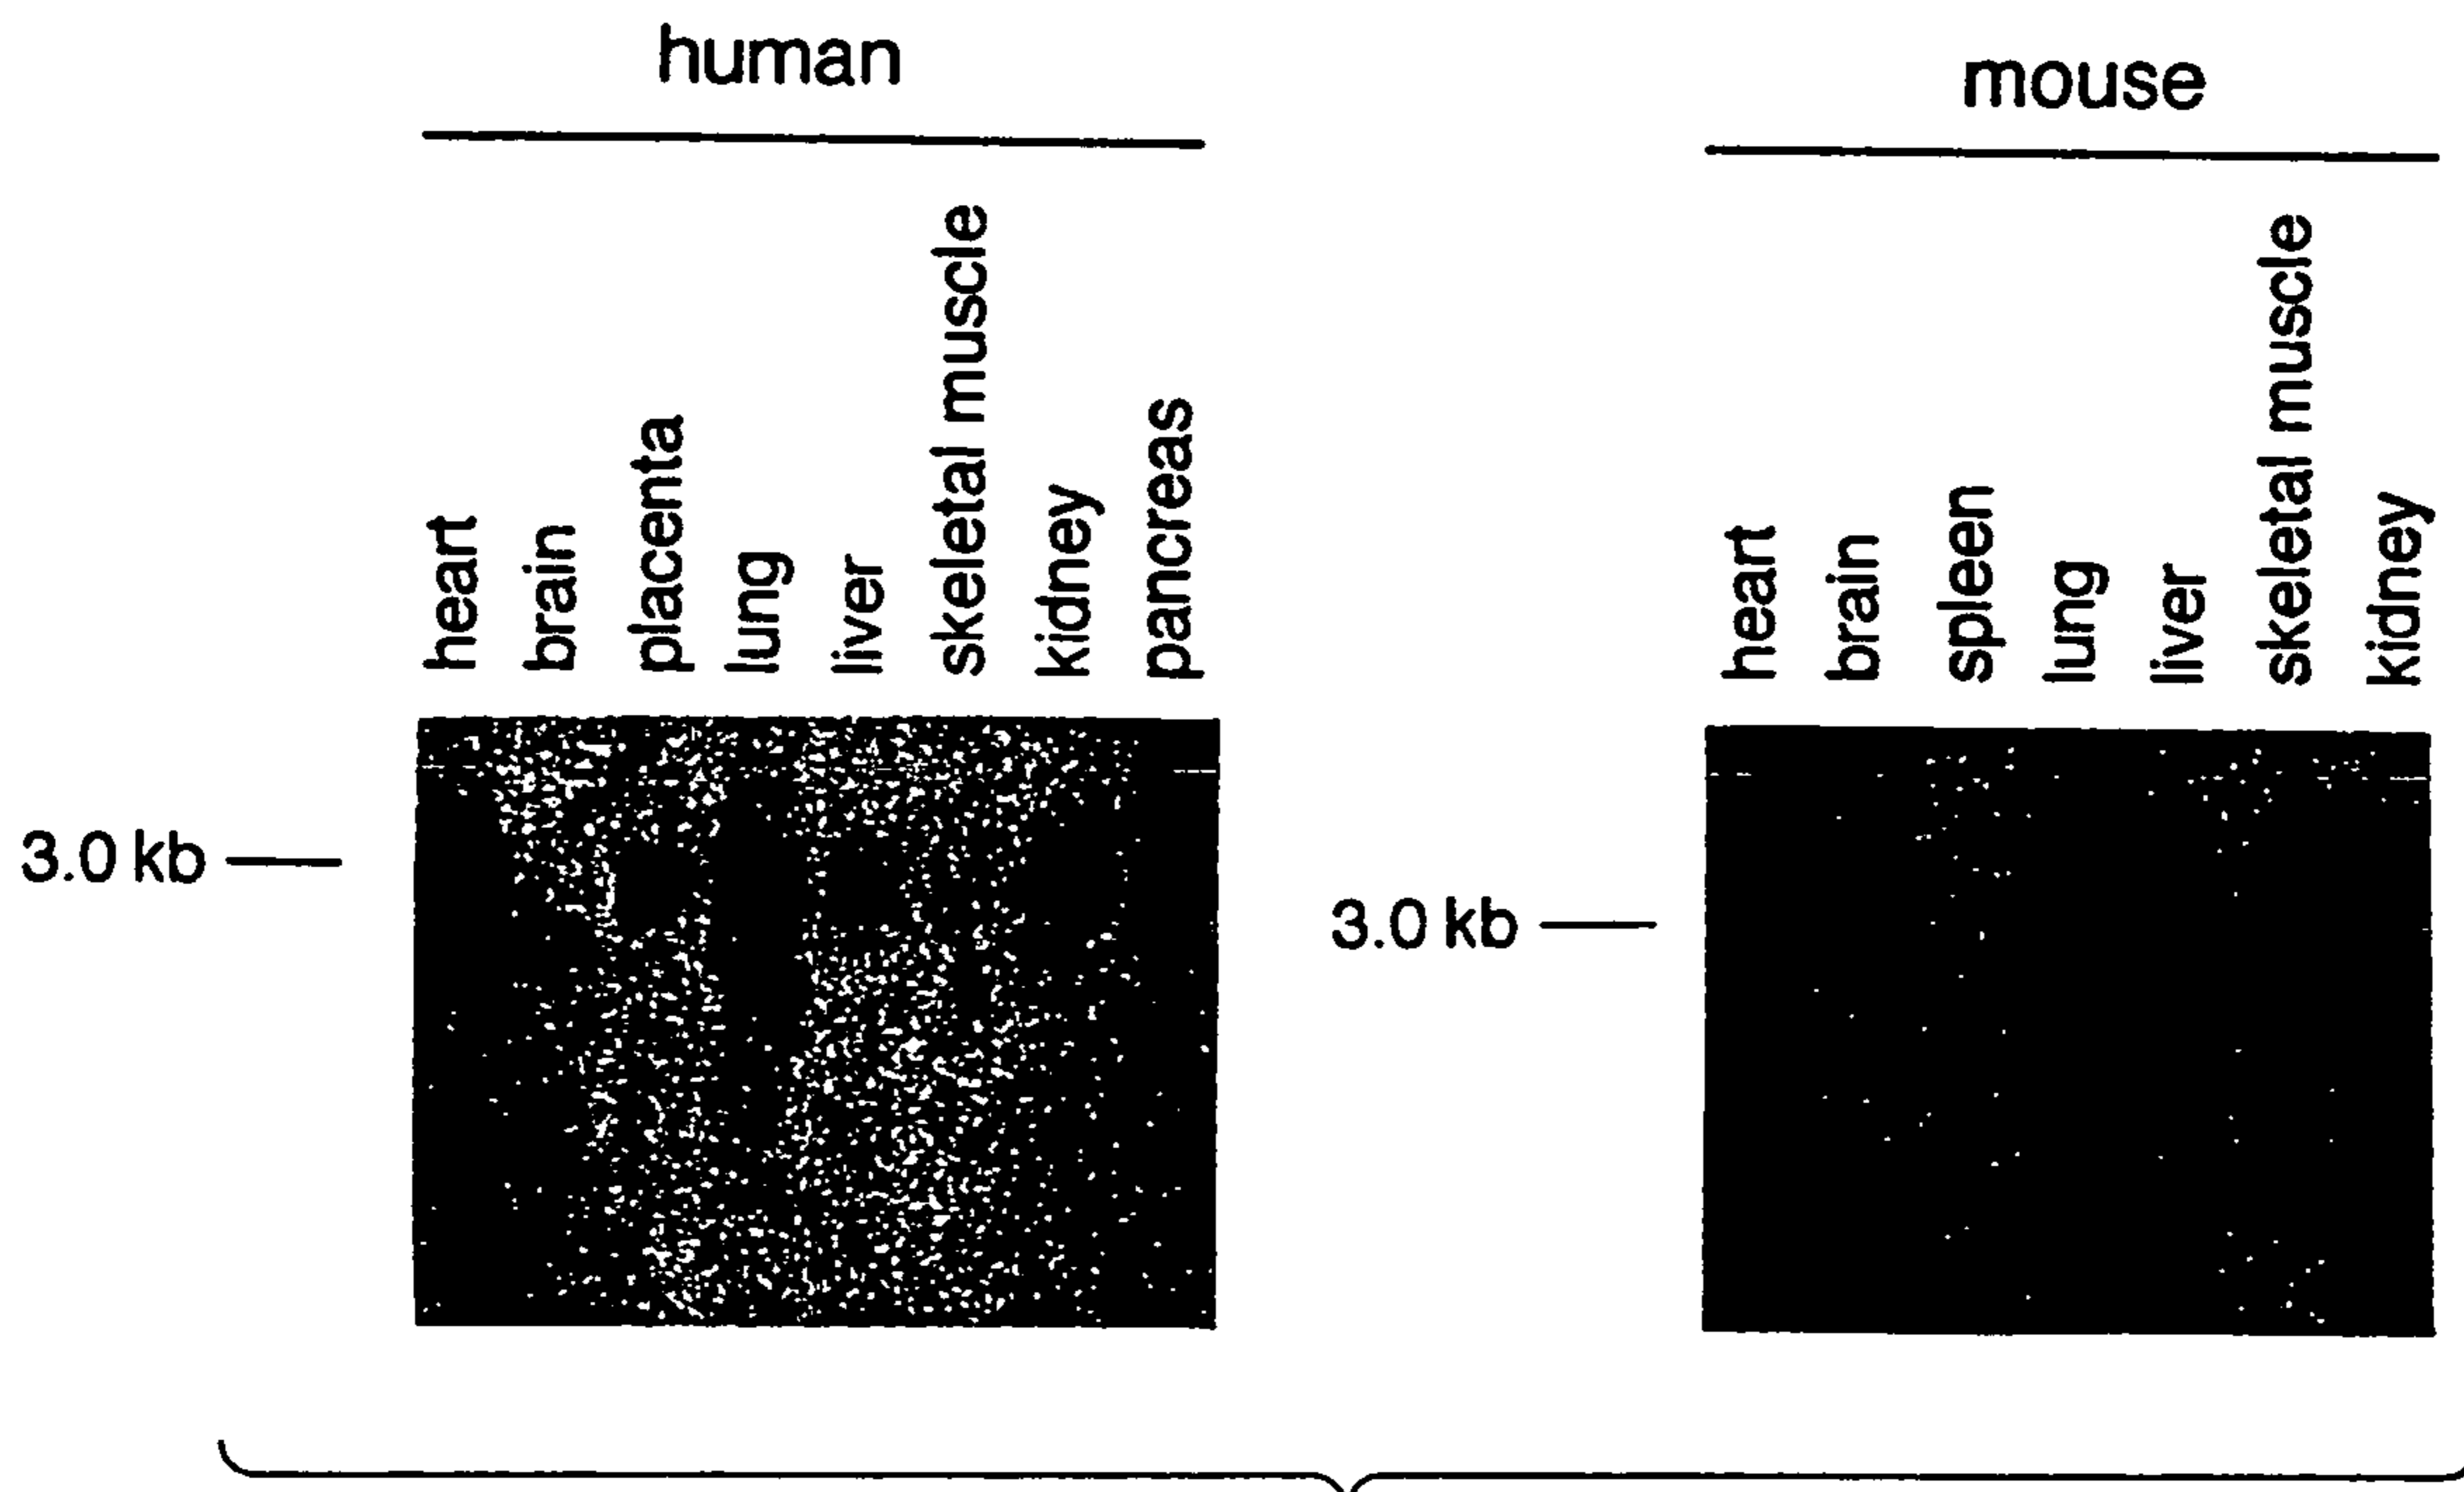 human
heart
brain
placenta
lung
liver
skeletal muscle
kidney
pancreas
3.0 kb
mouse
heart
brain
spleen
lung
liver
skeletal muscle
kidney
3.0 kb